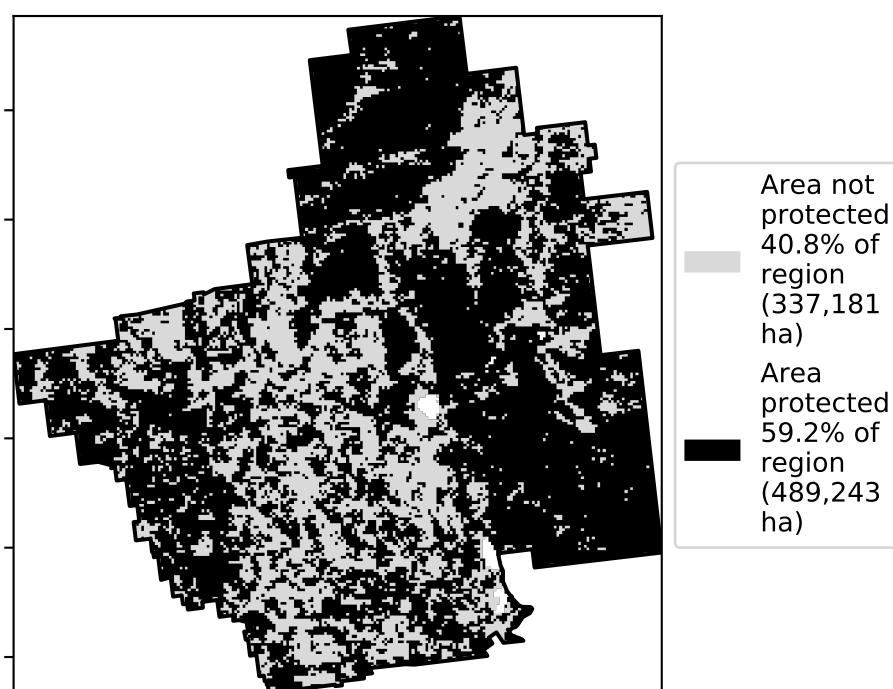 Area not
protected
40.8% of
region
(337,181
ha)
Area
protected
59.2% of
region
(489,243
ha)